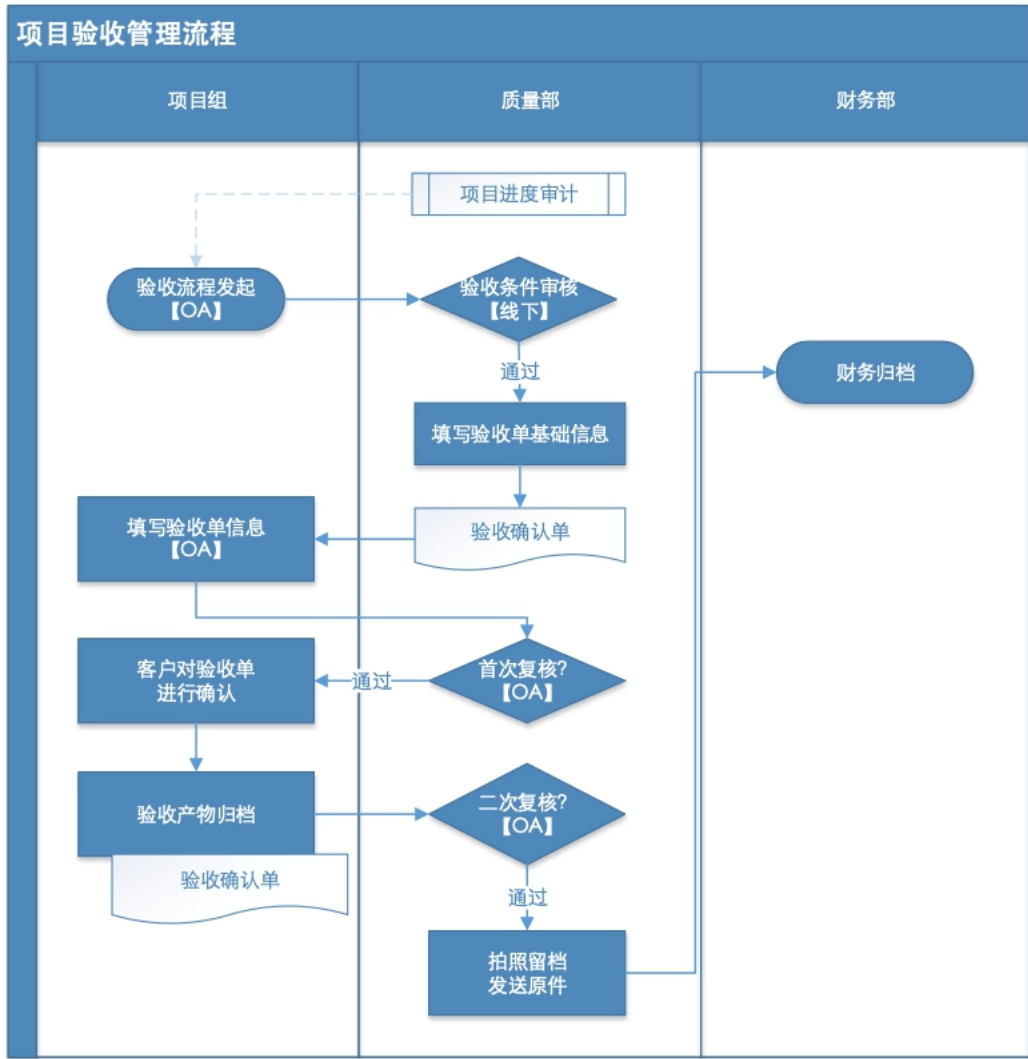 项目验收管理流程
项目组
质量部
财务部
项目进度审计
验收流程发起
【OA】
验收条件审核
【线下】
通过
财务归档
填写验收单基础信息
填写验收单信息
【OA】
验收确认单
客户对验收单
进行确认
通过
首次复核?
【OA】
验收产物归档
二次复核?
【OA】
验收确认单
通过
拍照留档
发送原件